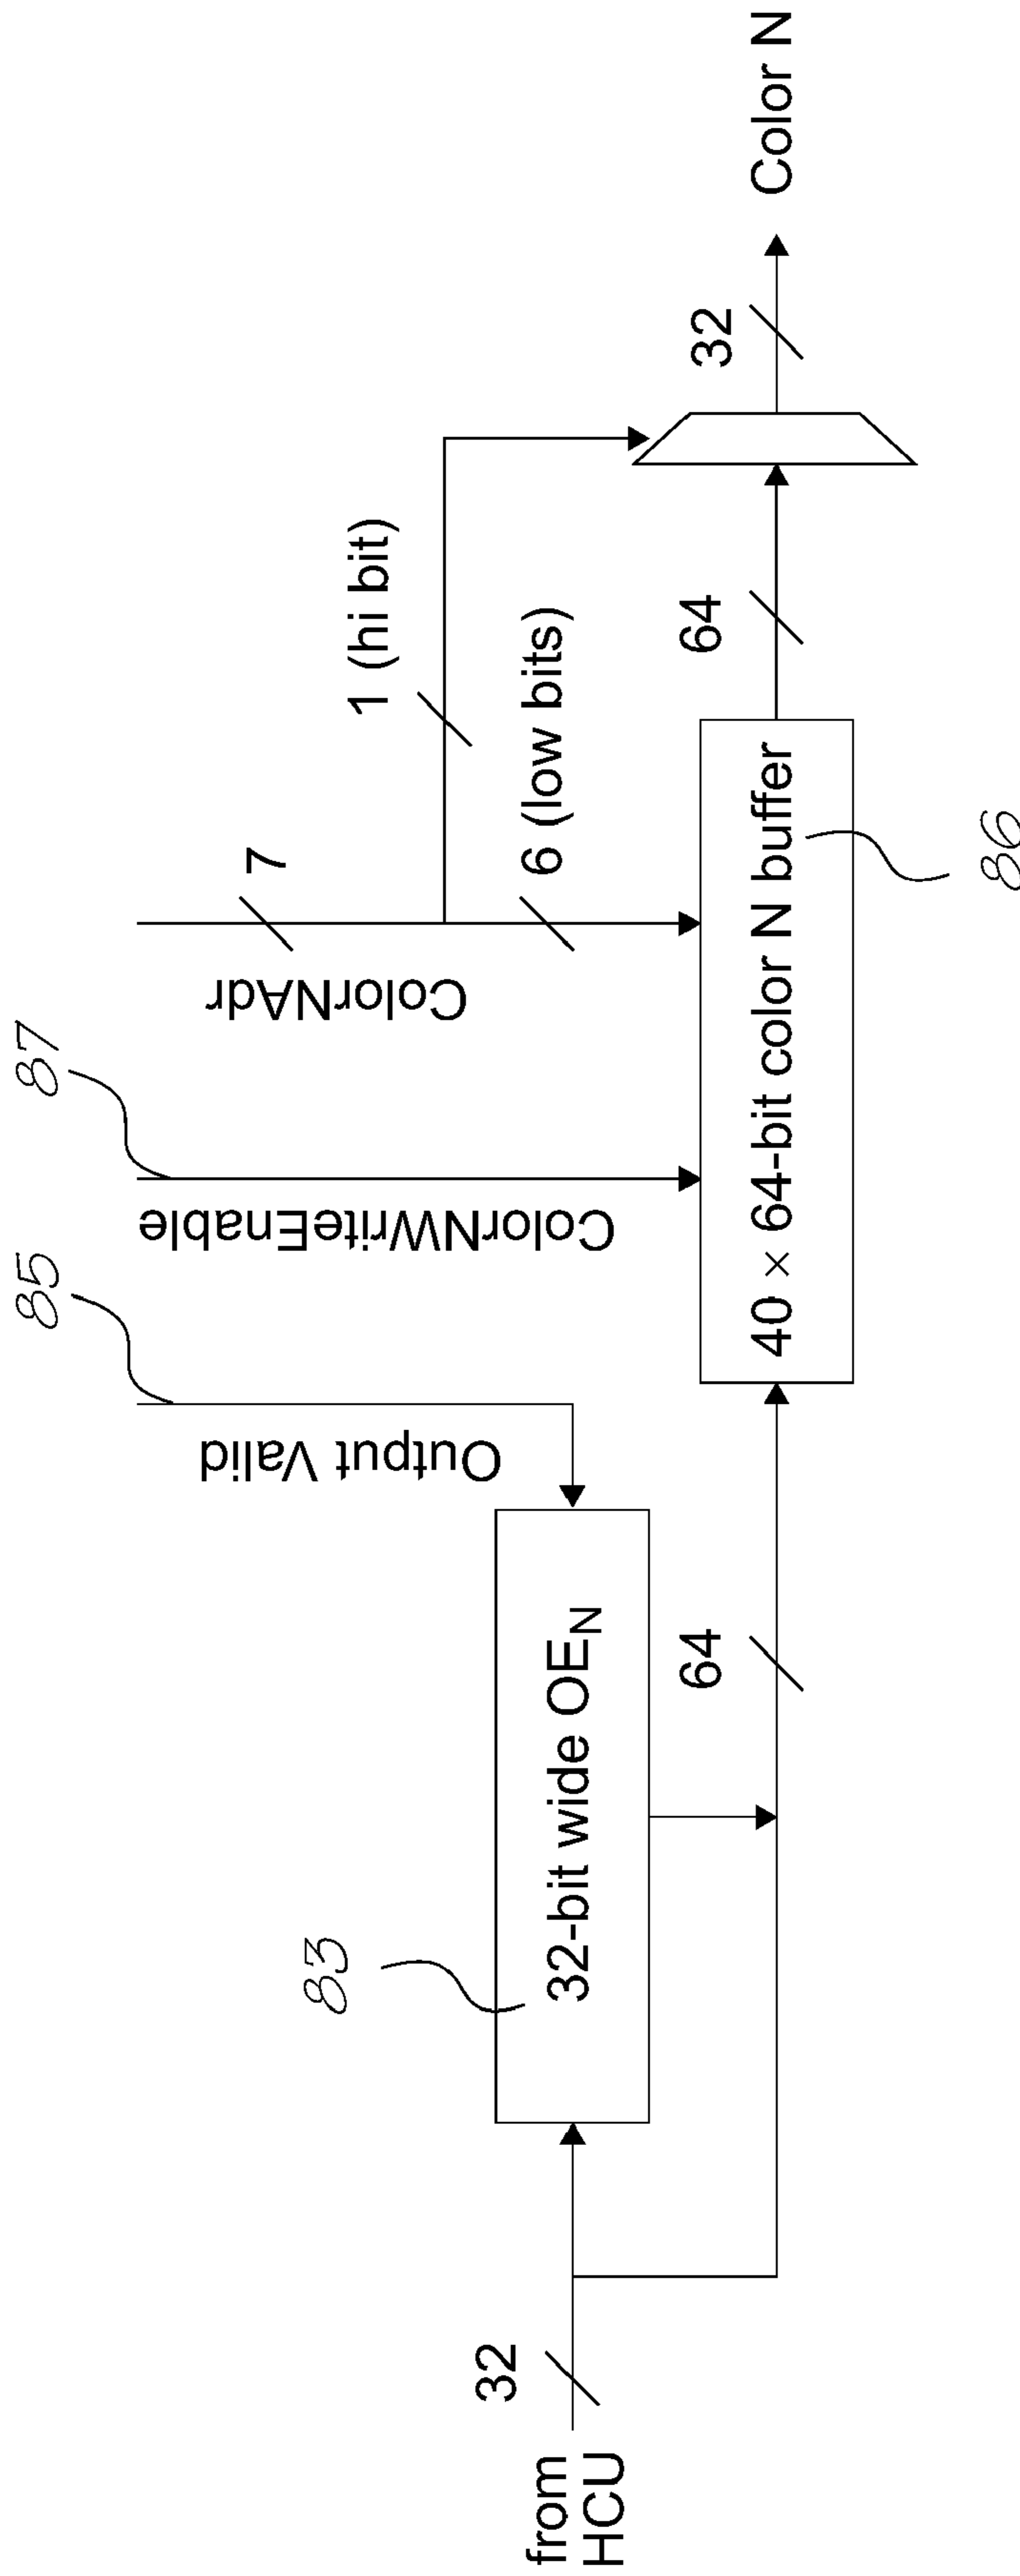 87
85
ColorNAdr
ColorNWriteEnable
Output Valid
7
1 (hi bit)
6 (low bits)
83
32-bit wide OEN
from
HCU
32
64
40 × 64-bit color N buffer
64
32
Color N
86